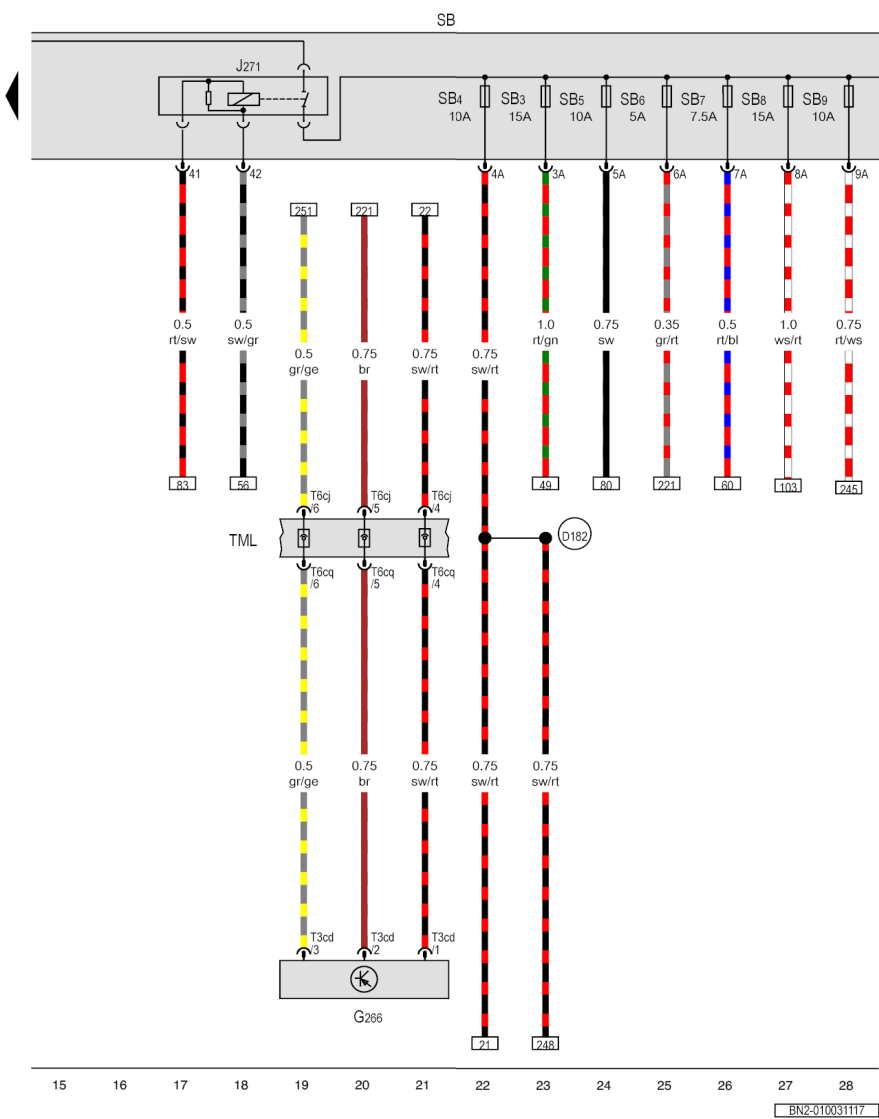 SB
J271
SB4 SB3 SB5 SB6 SB7 SB8 SB9
10A 15A 10A 5A 7.5A 15A 10A
41 42 4A 3A 5A 6A 7A 8A 9A
251 221 22
0.5 0.5 1.0 0.75 0.35 0.5 1.0 0.75
rt/sw sw/gr rt/gn sw gr/rt rt/bl ws/rt rt/ws
0.5 0.75 0.75 0.75
gr/ge br sw/rt sw/rt
83 56 49 80 221 60 103 245
T6cj T6cj T6cj
/6 /5 /4
TML D182
T6cq T6cq T6cq
/6 /5 /4
0.5 0.75 0.75 0.75 0.75
gr/ge br sw/rt sw/rt sw/rt
T3cd T3cd T3cd
/3 /2 /1
G266
21 248
15 16 17 18 19 20 21 22 23 24 25 26 27 28
BN2-010031117